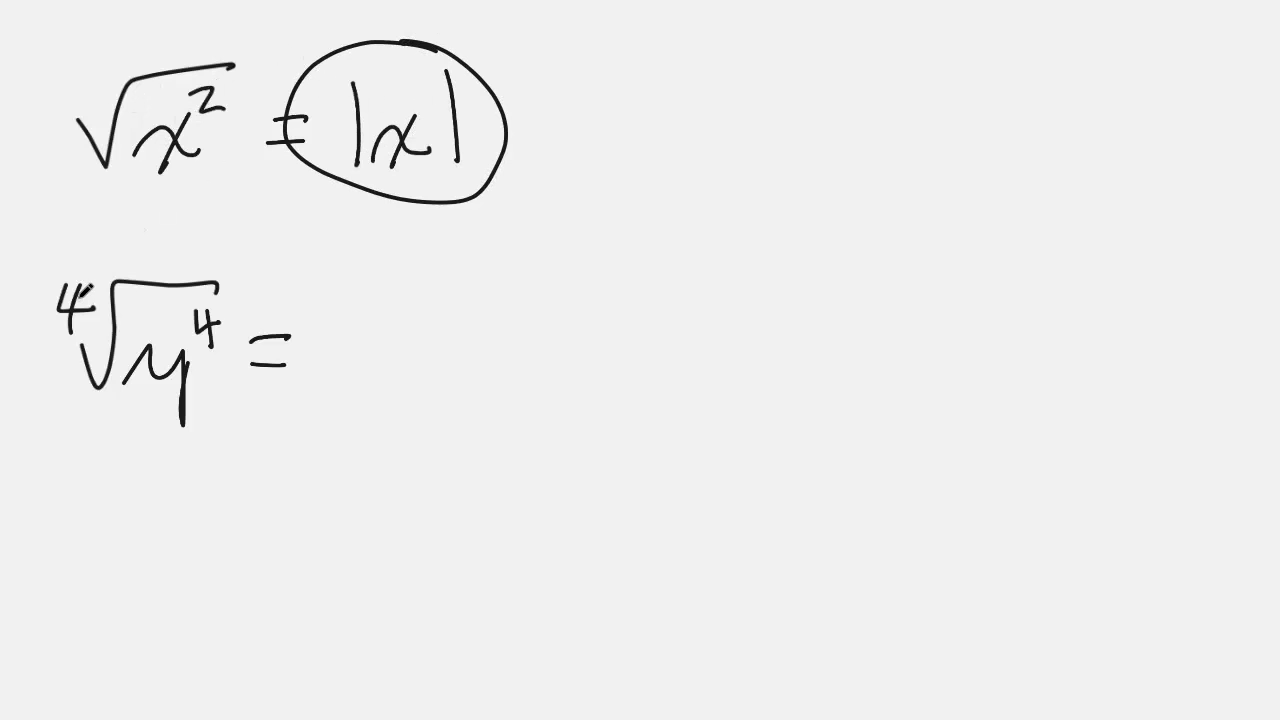 √x² = |x|
⁴√y⁴ =